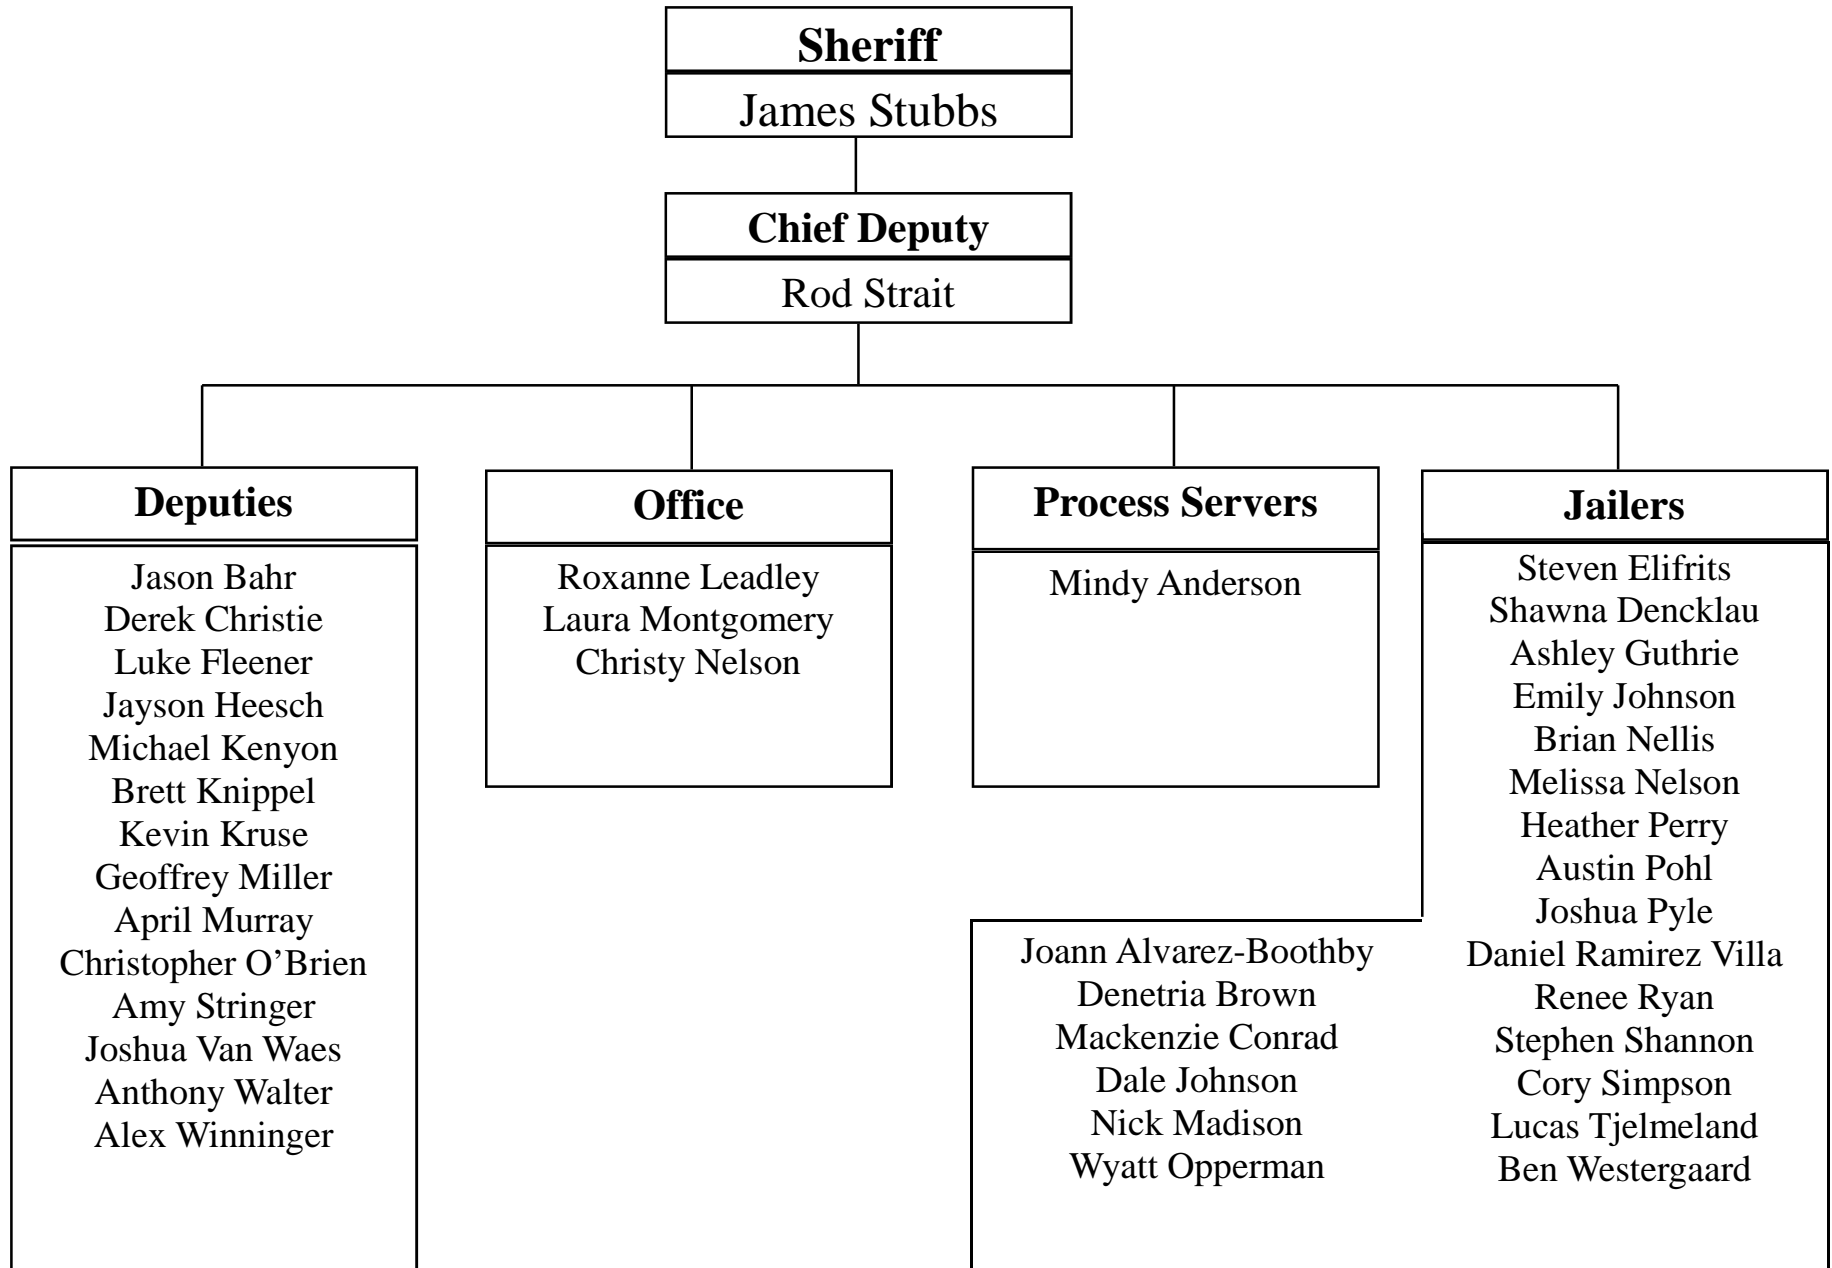 Sheriff
James Stubbs
Chief Deputy
Rod Strait
Deputies
Jason Bahr
Derek Christie
Luke Fleener
Jayson Heesch
Michael Kenyon
Brett Knippel
Kevin Kruse
Geoffrey Miller
April Murray
Christopher O’Brien
Amy Stringer
Joshua Van Waes
Anthony Walter
Alex Winninger
Office
Roxanne Leadley
Laura Montgomery
Christy Nelson
Process Servers
Mindy Anderson
Jailers
Steven Elifrits
Shawna Dencklau
Ashley Guthrie
Emily Johnson
Brian Nellis
Melissa Nelson
Heather Perry
Austin Pohl
Joshua Pyle
Daniel Ramirez Villa
Renee Ryan
Stephen Shannon
Cory Simpson
Lucas Tjelmeland
Ben Westergaard
Joann Alvarez-Boothby
Denetria Brown
Mackenzie Conrad
Dale Johnson
Nick Madison
Wyatt Opperman